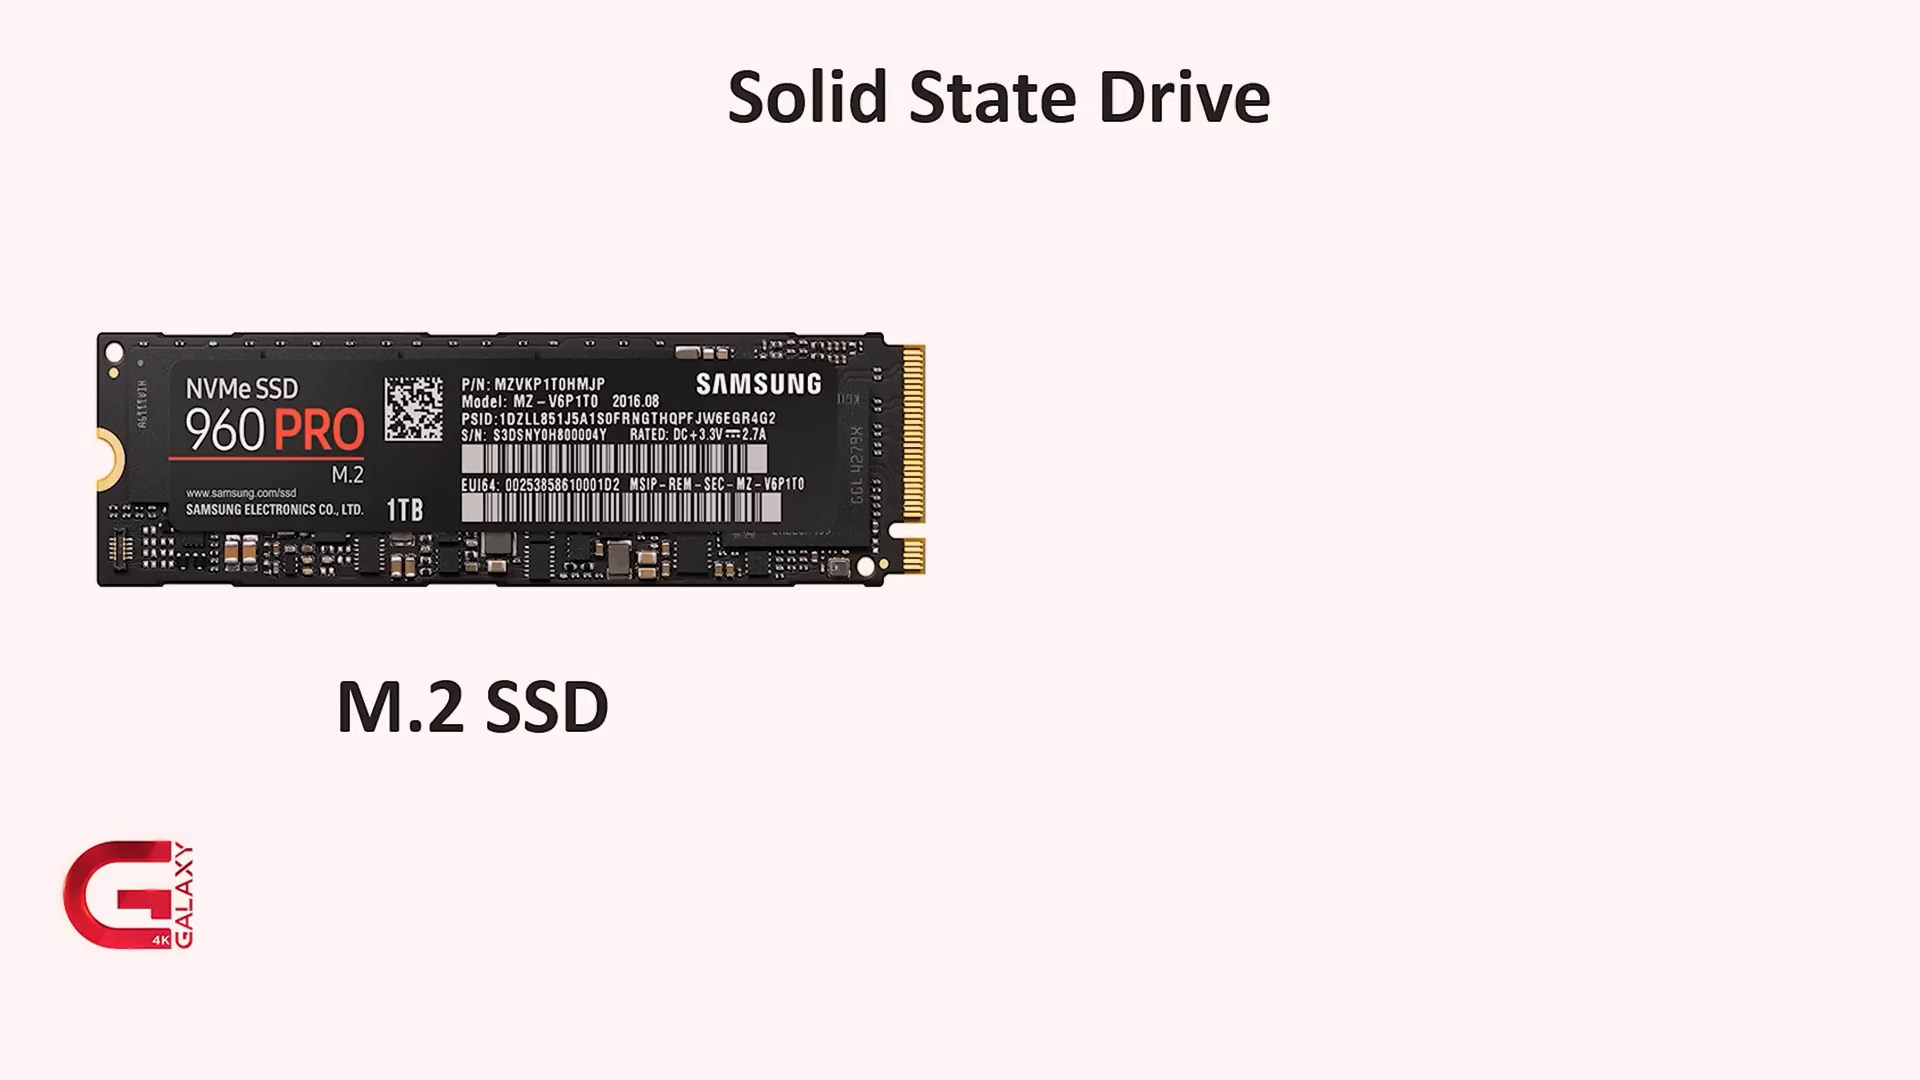 Solid State Drive
NVMe SSD
960 PRO
M.2
www.samsung.com/ssd
SAMSUNG ELECTRONICS CO., LTD.
1TB
SAMSUNG
P/N: MZVKP1T0HMJP
Model: MZ-V6P1T0 2016.08
PSID:1DZLL851J5A1S0FRNGTHQPFJW6EGR4G2
S/N: S3DSNY0H800004Y RATED: DC+3.3V⎓2.7A
EUI64: 00253858610001D2 MSIP-REM-SEC-MZ-V6P1T0
M.2 SSD
G
4K
GALAXY